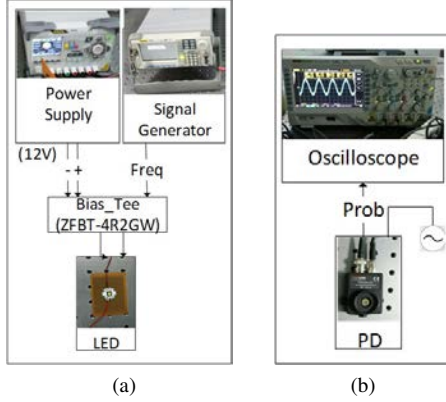 Power
Supply
Signal
Generator
(12V)
- +
Freq
Bias_Tee
(ZFBT-4R2GW)
LED
(a)
Oscilloscope
Prob
PD
(b)